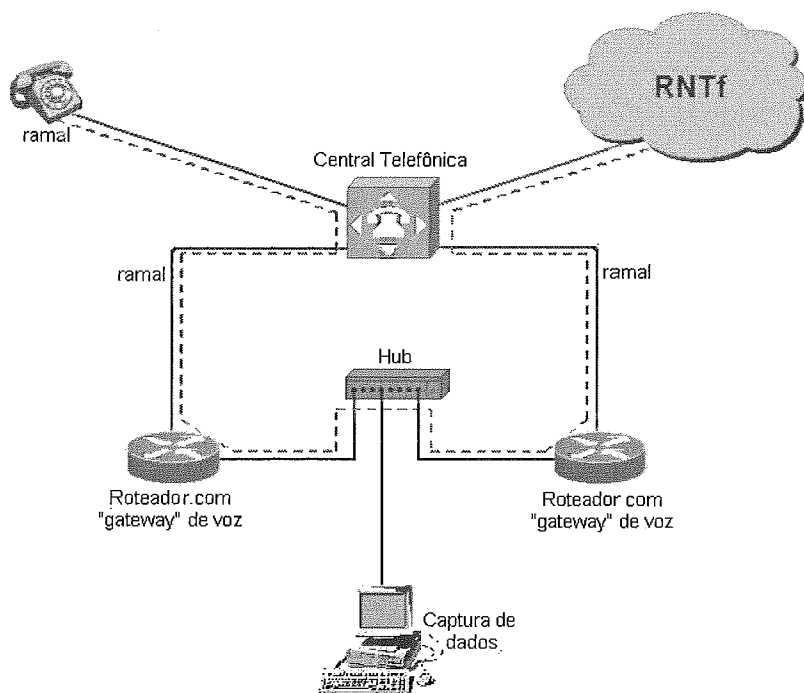 RNTf
ramal
Central Telefônica
ramal
ramal
Hub
Roteador com
"gateway" de voz
Roteador com
"gateway" de voz
Captura de
dados